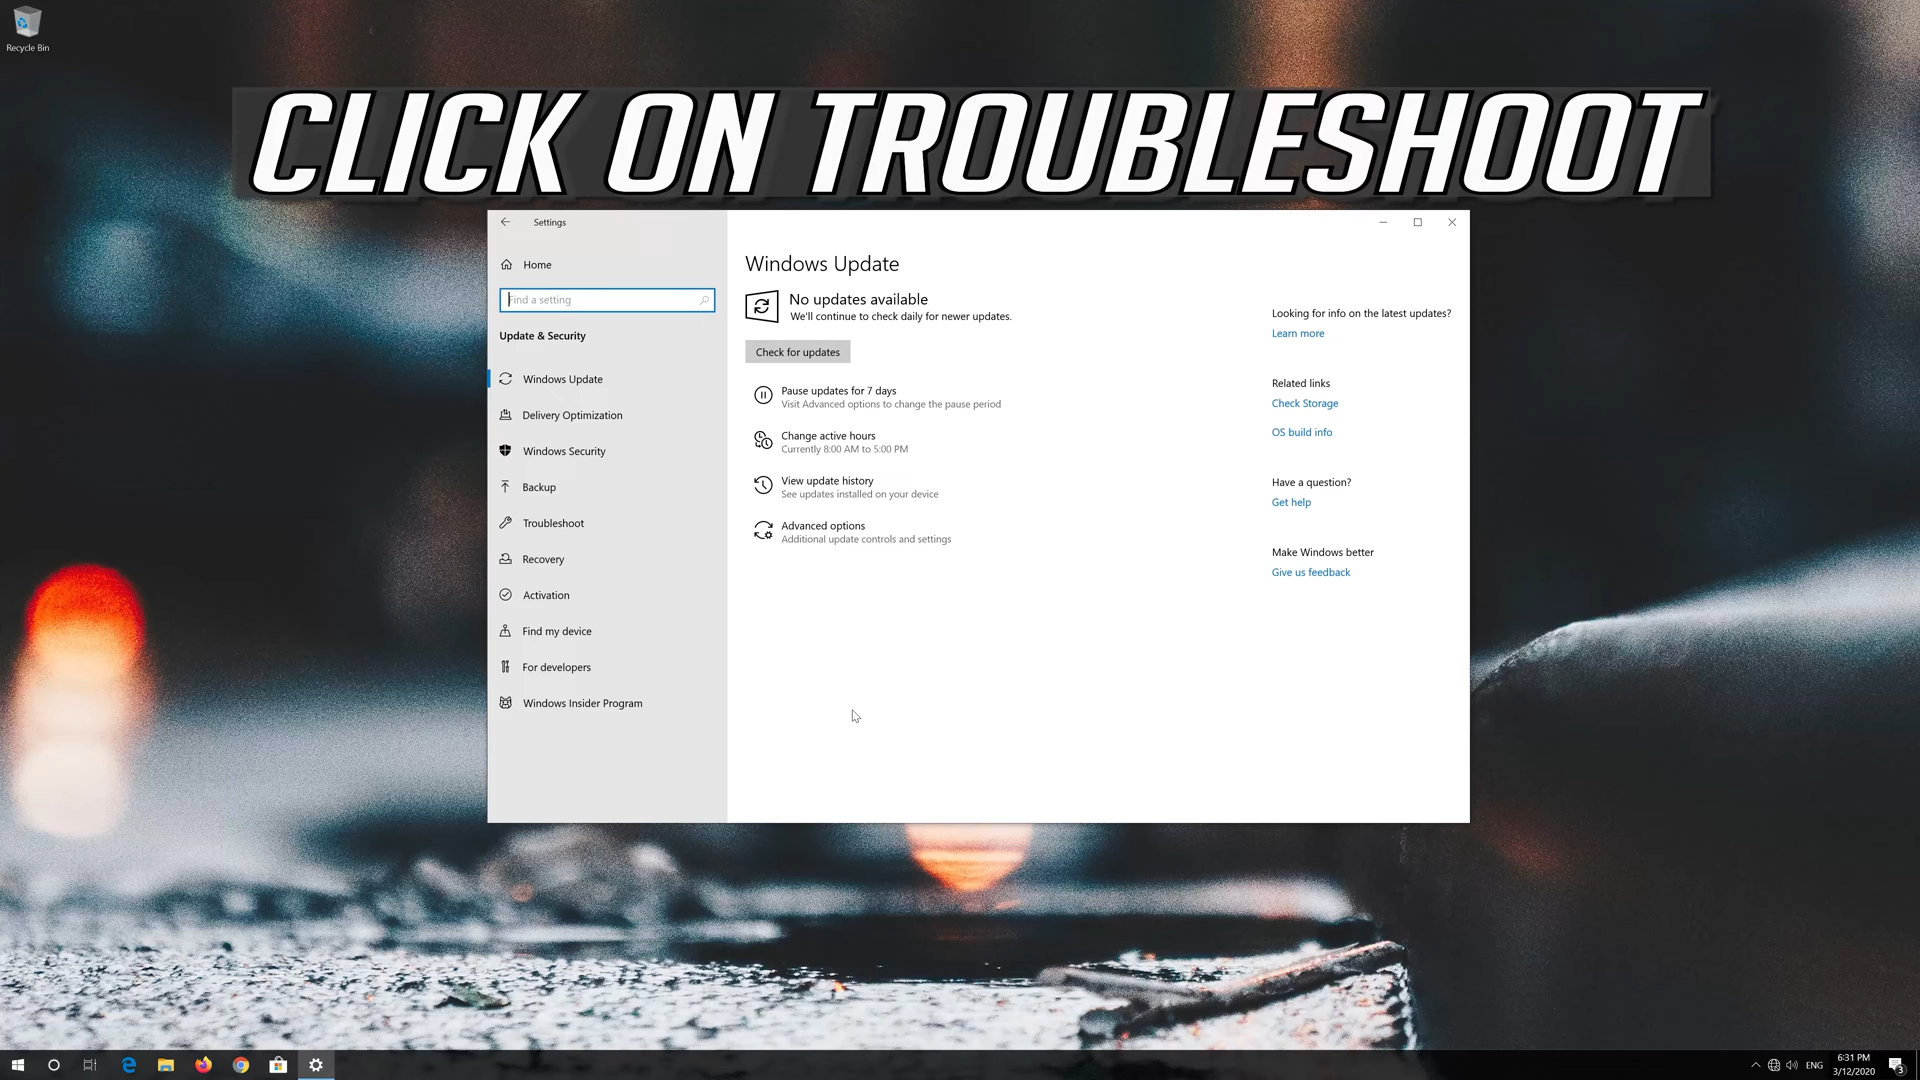 Recycle Bin
CLICK ON TROUBLESHOOT
Settings
Home
Find a setting
Update & Security
Windows Update
Delivery Optimization
Windows Security
Backup
Troubleshoot
Recovery
Activation
Find my device
For developers
Windows Insider Program
Windows Update
No updates available
We'll continue to check daily for newer updates.
Check for updates
Pause updates for 7 days
Visit Advanced options to change the pause period
Change active hours
Currently 8:00 AM to 5:00 PM
View update history
See updates installed on your device
Advanced options
Additional update controls and settings
Looking for info on the latest updates?
Learn more
Related links
Check Storage
OS build info
Have a question?
Get help
Make Windows better
Give us feedback
ENG
6:31 PM
3/12/2020
3